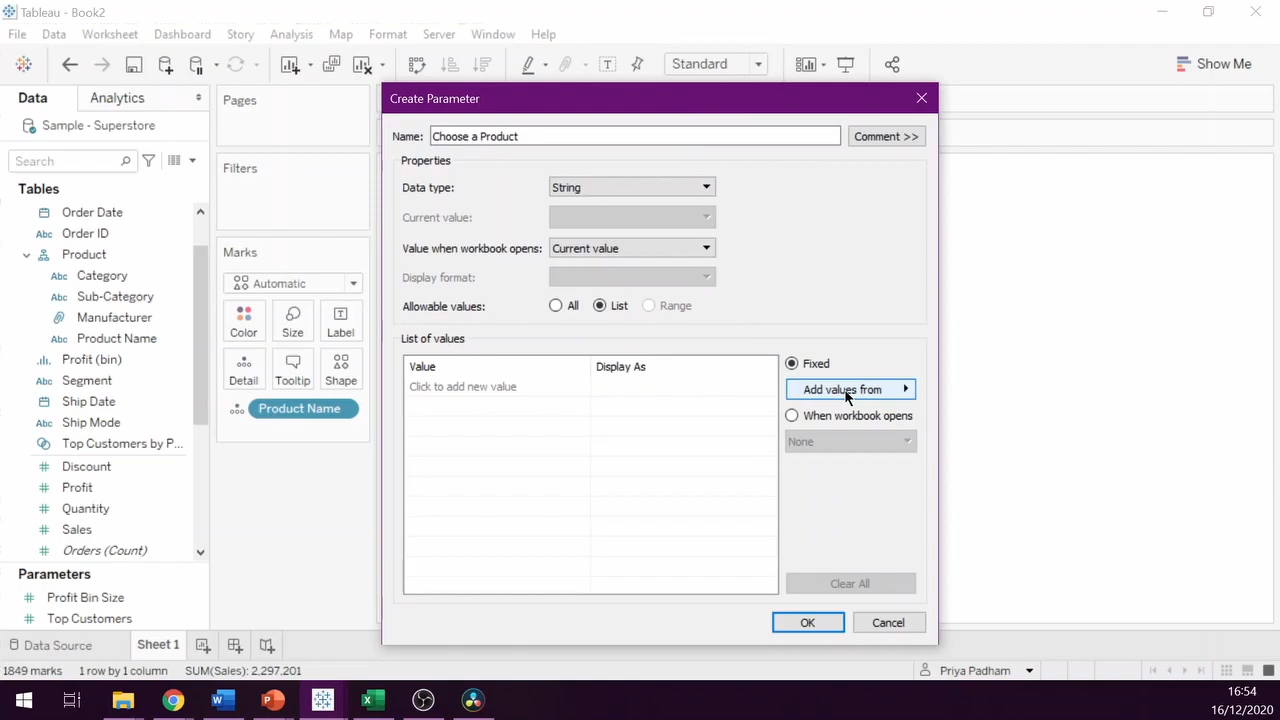 Tableau - Book2
File Data Worksheet Dashboard Story Analysis Map Format Server Window Help
Standard
Show Me
Data Analytics
Sample - Superstore
Search
Tables
Order Date
Abc Order ID
Product
Abc Category
Abc Sub-Category
Manufacturer
Abc Product Name
Profit (bin)
Abc Segment
Ship Date
Abc Ship Mode
Top Customers by P...
# Discount
# Profit
# Quantity
# Sales
# Orders (Count)
Parameters
# Profit Bin Size
# Top Customers
Pages
Filters
Marks
Automatic
Color Size Label
Detail Tooltip Shape
Product Name
Create Parameter
Name: Choose a Product Comment >>
Properties
Data type: String
Current value:
Value when workbook opens: Current value
Display format:
Allowable values: All List Range
List of values
Value Display As
Click to add new value
Fixed
Add values from
When workbook opens
None
Clear All
OK Cancel
Data Source Sheet 1
1849 marks 1 row by 1 column SUM(Sales): 2,297,201 Priya Padham
16:54
16/12/2020